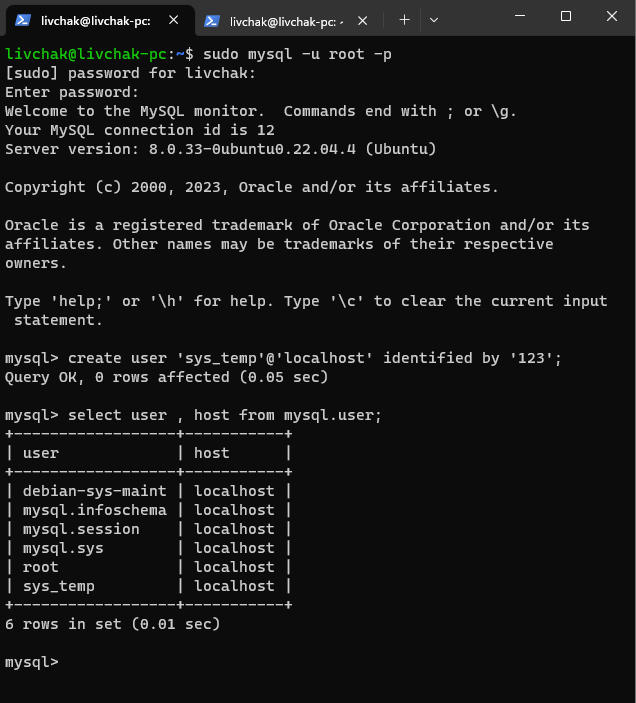 livchak@livchak-pc:
livchak@livchak-pc: ~
livchak@livchak-pc:~$ sudo mysql -u root -p
[sudo] password for livchak:
Enter password:
Welcome to the MySQL monitor.  Commands end with ; or \g.
Your MySQL connection id is 12
Server version: 8.0.33-0ubuntu0.22.04.4 (Ubuntu)

Copyright (c) 2000, 2023, Oracle and/or its affiliates.

Oracle is a registered trademark of Oracle Corporation and/or its
affiliates. Other names may be trademarks of their respective
owners.

Type 'help;' or '\h' for help. Type '\c' to clear the current input
 statement.

mysql> create user 'sys_temp'@'localhost' identified by '123';
Query OK, 0 rows affected (0.05 sec)

mysql> select user , host from mysql.user;
+------------------+-----------+
| user             | host      |
+------------------+-----------+
| debian-sys-maint | localhost |
| mysql.infoschema | localhost |
| mysql.session    | localhost |
| mysql.sys        | localhost |
| root             | localhost |
| sys_temp         | localhost |
+------------------+-----------+
6 rows in set (0.01 sec)

mysql>